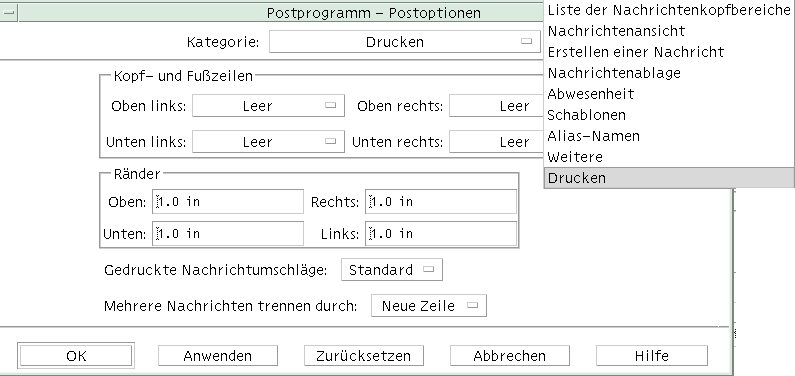 Postprogramm – Postoptionen
Kategorie: Drucken
Liste der Nachrichtenkopfbereiche
Nachrichtenansicht
Erstellen einer Nachricht
Nachrichtenablage
Abwesenheit
Schablonen
Alias–Namen
Weitere
Drucken
Kopf– und Fußzeilen
Oben links: Leer Oben rechts: Leer
Unten links: Leer Unten rechts: Leer
Ränder
Oben: 1.0 in Rechts: 1.0 in
Unten: 1.0 in Links: 1.0 in
Gedruckte Nachrichtumschläge: Standard
Mehrere Nachrichten trennen durch: Neue Zeile
OK Anwenden Zurücksetzen Abbrechen Hilfe